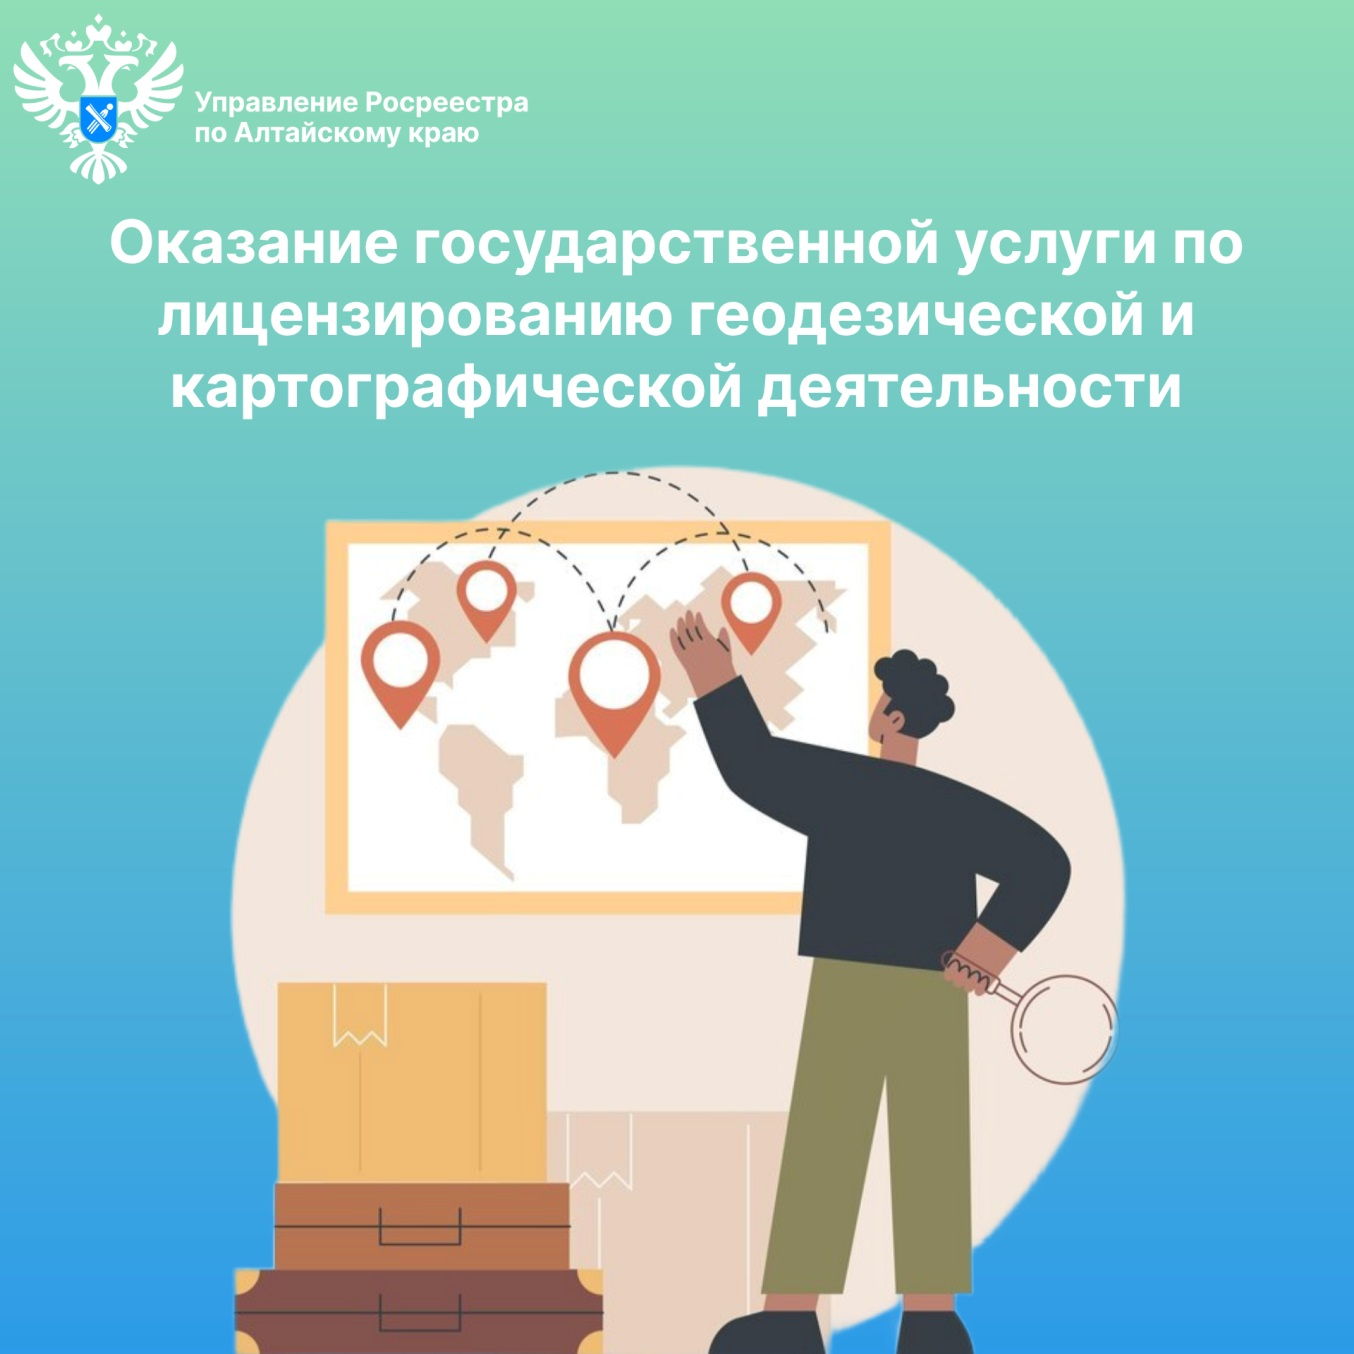 Управление Росреестра
по Алтайскому краю
Оказание государственной услуги по
лицензированию геодезической и
картографической деятельности